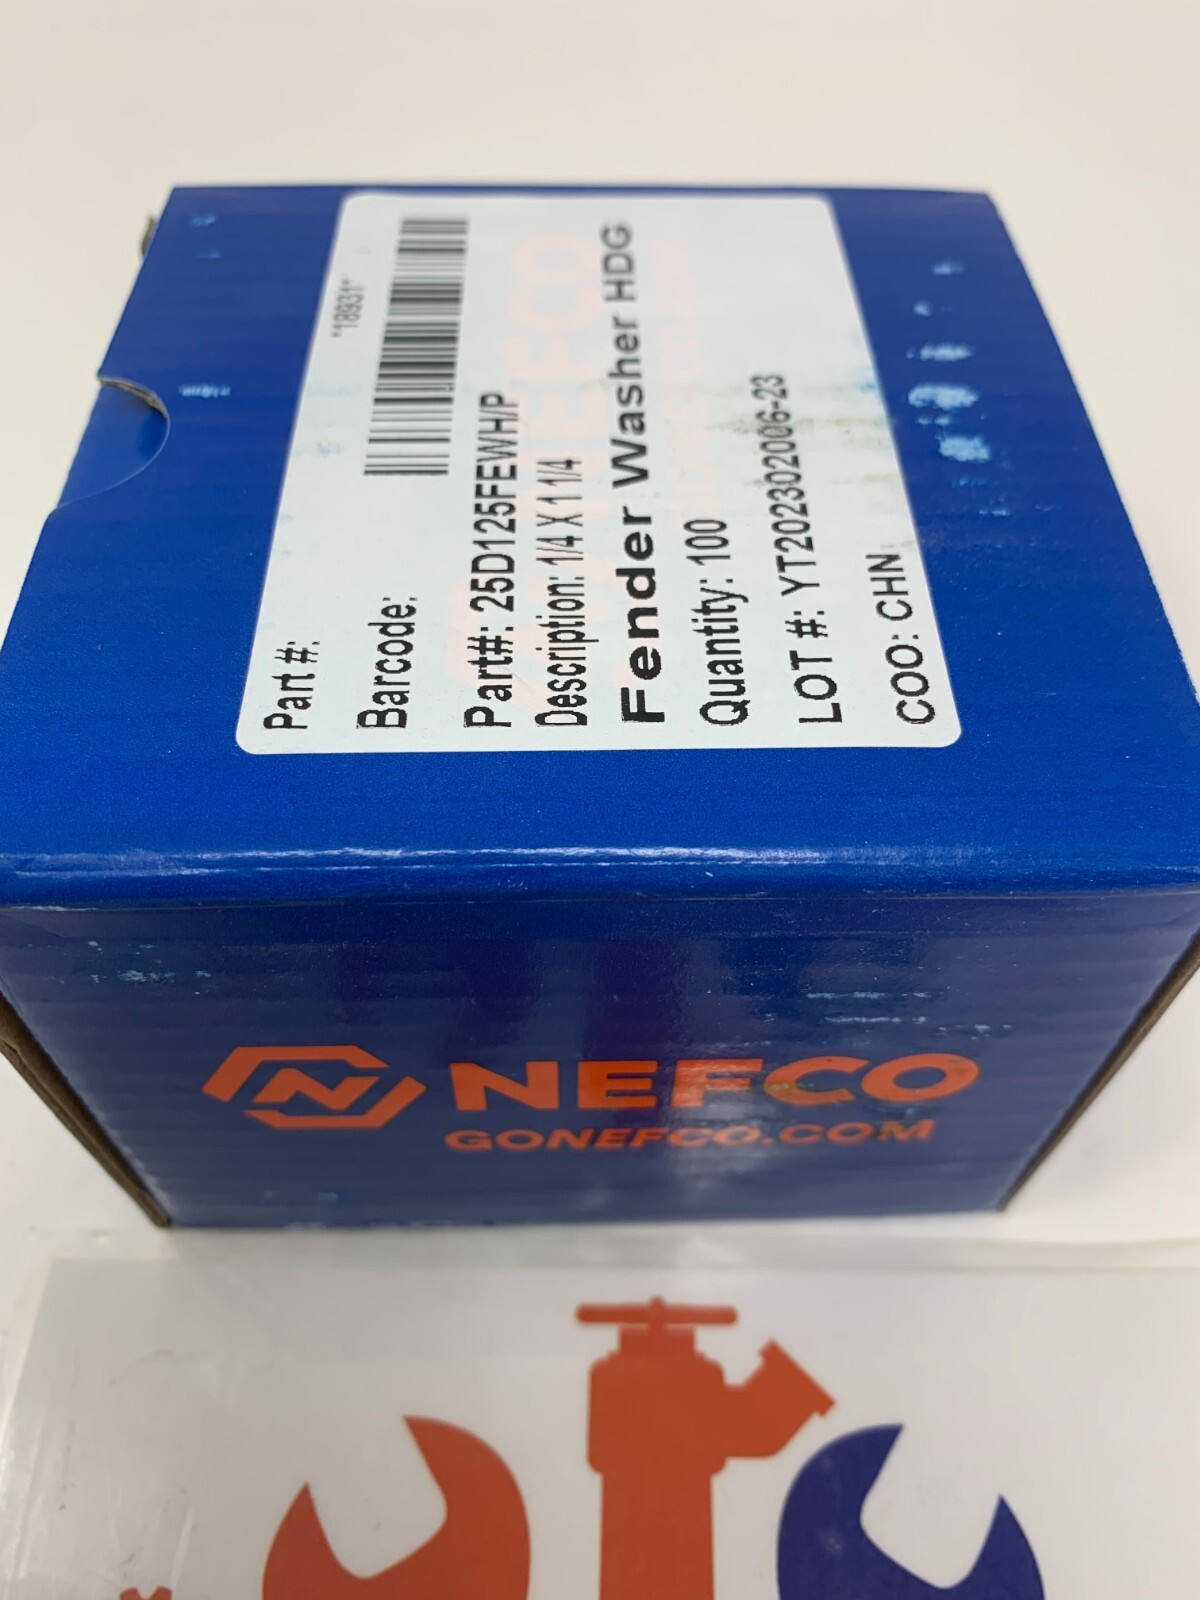 *18931*
Part #:
Barcode:
Part#: 25D125FEWH/P
Description: 1/4 X 1 1/4
Fender Washer HDG
Quantity: 100
LOT #: YT202302006-23
COO: CHN
N NEFCO
GONEFCO.COM